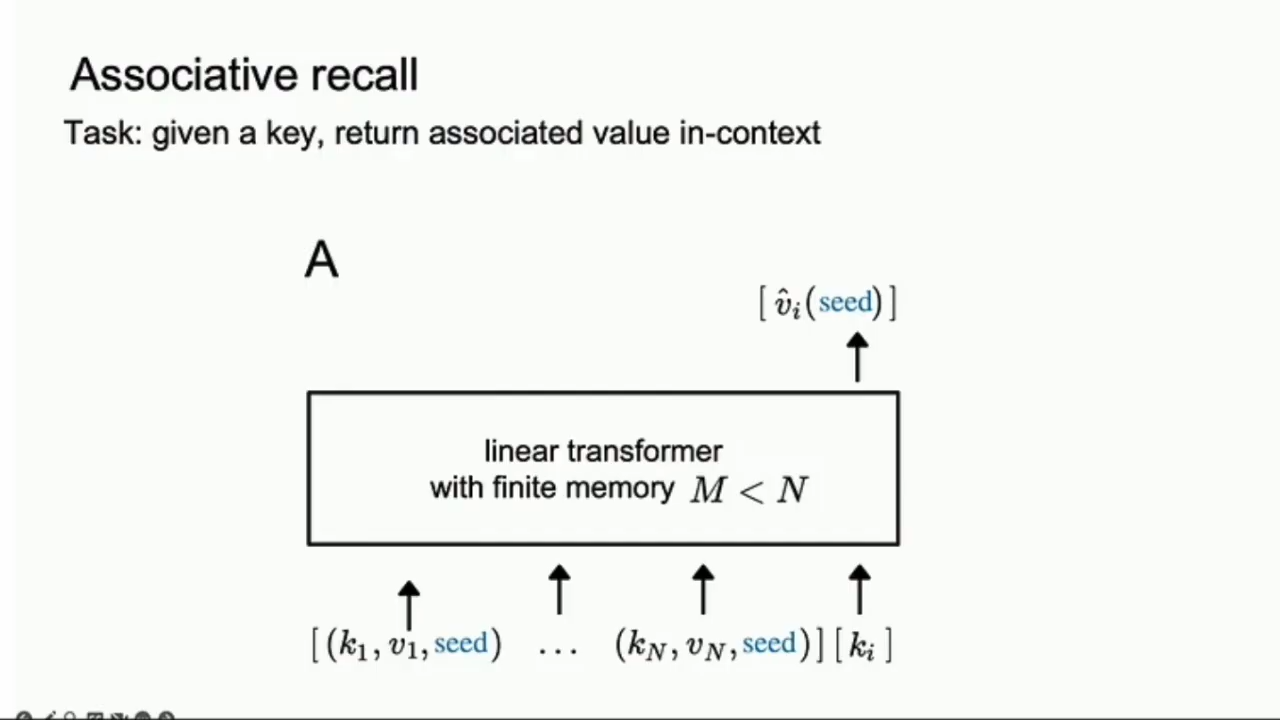 Associative recall
Task: given a key, return associated value in-context
A
[ v̂ᵢ(seed) ]
linear transformer
with finite memory M < N
[ (k₁, v₁, seed) ... (k_N, v_N, seed) ] [ kᵢ ]